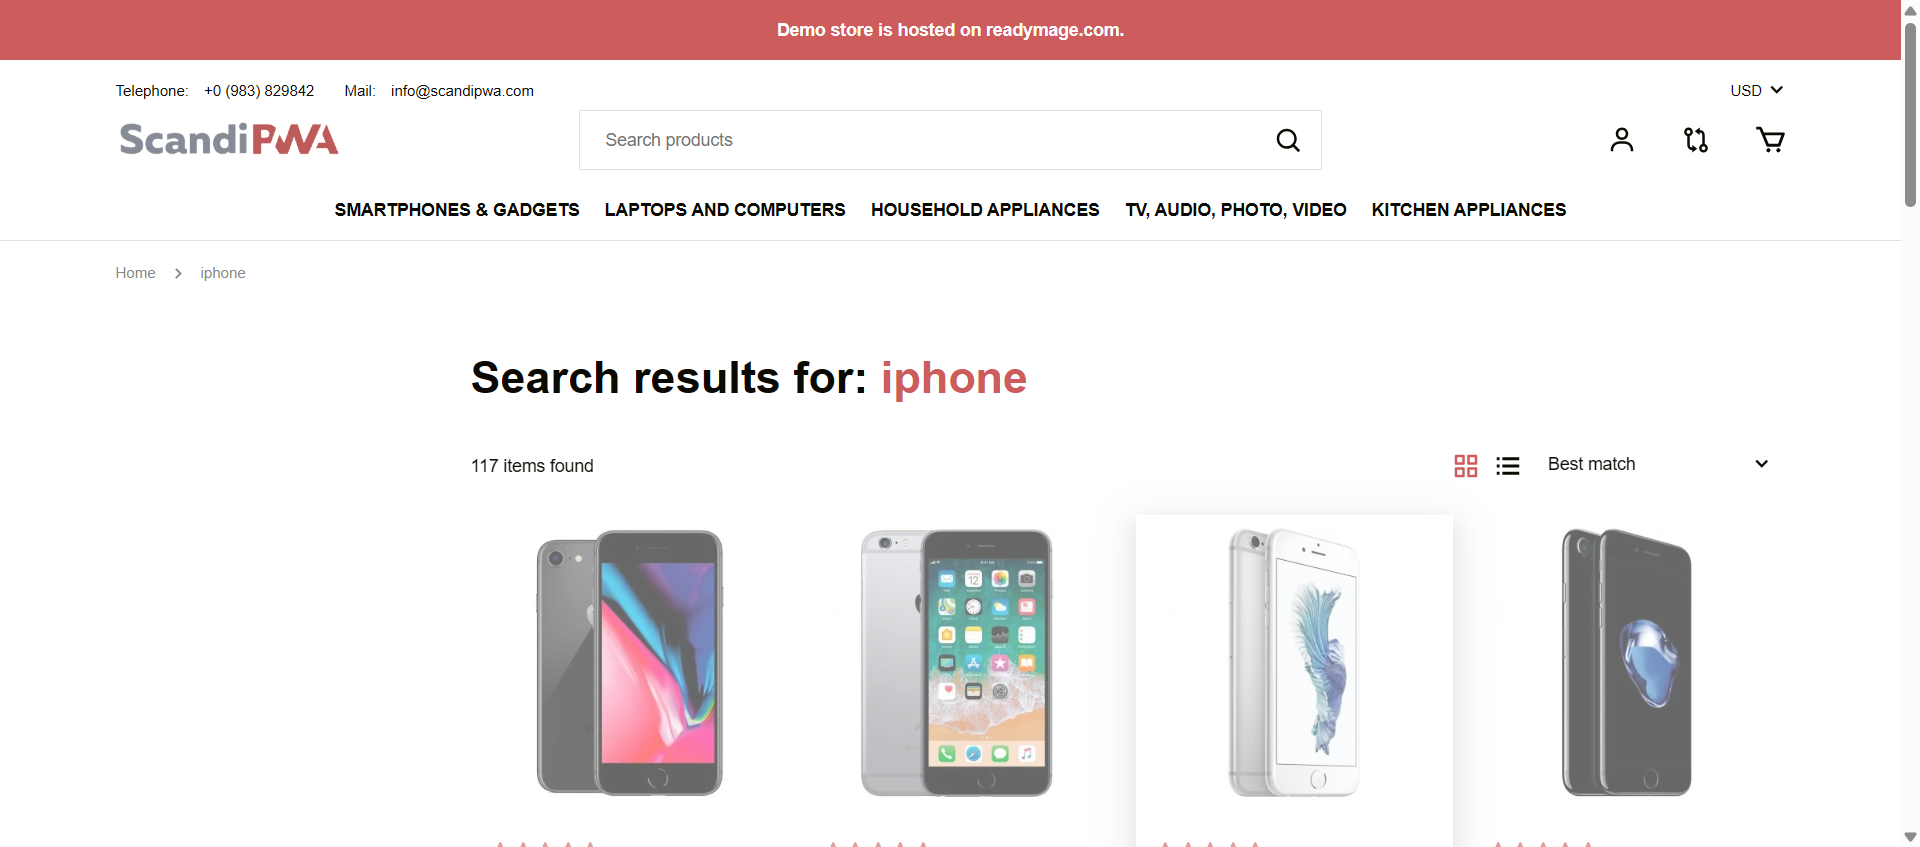 Demo store is hosted on readymage.com.
Telephone: +0 (983) 829842 Mail: info@scandipwa.com
USD
ScandiPWA
Search products
SMARTPHONES & GADGETS LAPTOPS AND COMPUTERS HOUSEHOLD APPLIANCES TV, AUDIO, PHOTO, VIDEO KITCHEN APPLIANCES
Home iphone
Search results for: iphone
117 items found
Best match
12